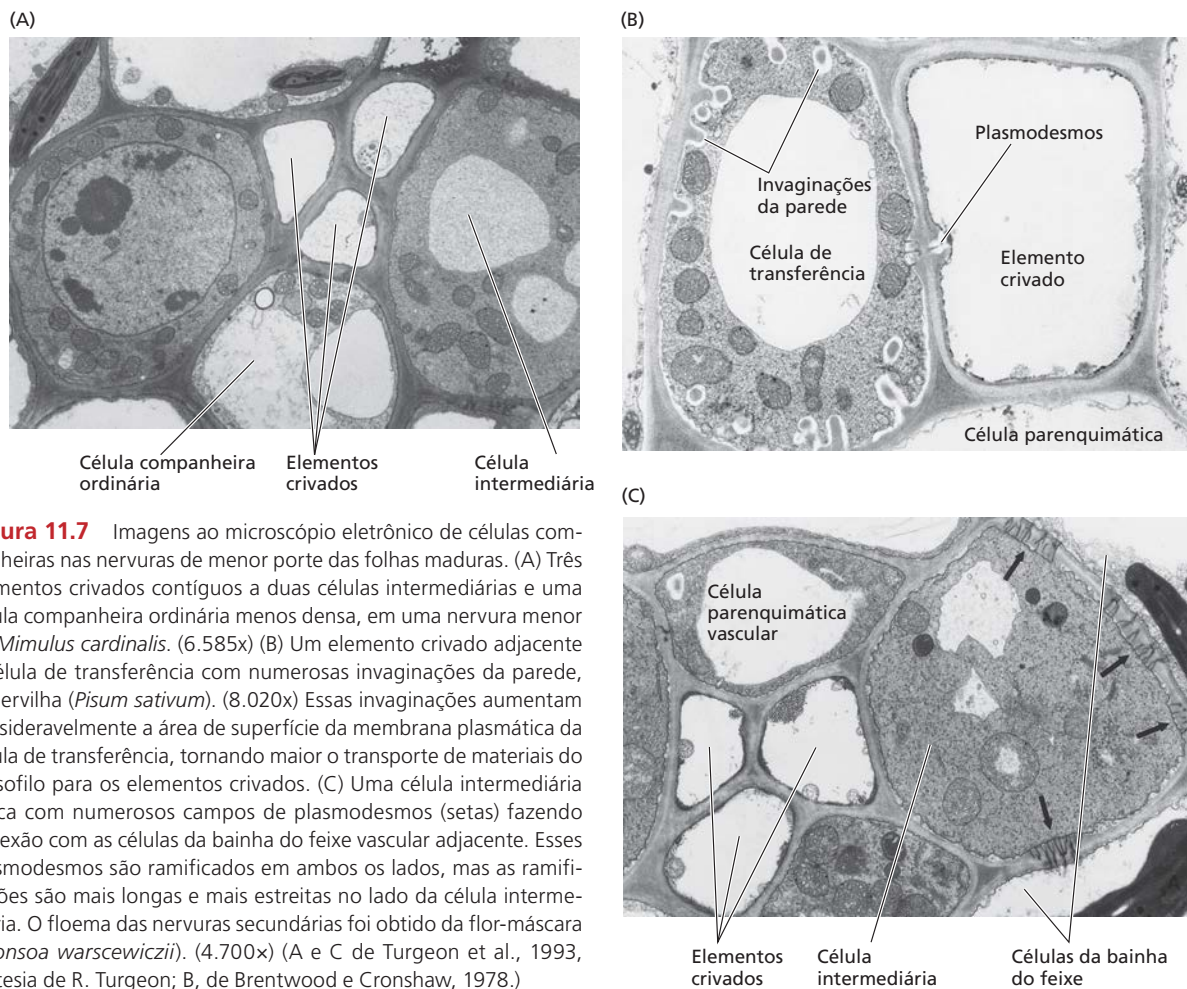 (A)
Célula companheira
ordinária
Elementos
crivados
Célula
intermediária
(B)
Plasmodesmos
Invaginações
da parede
Célula de
transferência
Elemento
crivado
Célula parenquimática
ura 11.7 Imagens ao microscópio eletrônico de células com-
heiras nas nervuras de menor porte das folhas maduras. (A) Três
mentos crivados contíguos a duas células intermediárias e uma
ula companheira ordinária menos densa, em uma nervura menor
Mimulus cardinalis. (6.585x) (B) Um elemento crivado adjacente
élula de transferência com numerosas invaginações da parede,
ervilha (Pisum sativum). (8.020x) Essas invaginações aumentam
sideravelmente a área de superfície da membrana plasmática da
ula de transferência, tornando maior o transporte de materiais do
sofilo para os elementos crivados. (C) Uma célula intermediária
ca com numerosos campos de plasmodesmos (setas) fazendo
exão com as células da bainha do feixe vascular adjacente. Esses
smodesmos são ramificados em ambos os lados, mas as ramifi-
ões são mais longas e mais estreitas no lado da célula interme-
ria. O floema das nervuras secundárias foi obtido da flor-máscara
onsoa warscewiczii). (4.700×) (A e C de Turgeon et al., 1993,
tesia de R. Turgeon; B, de Brentwood e Cronshaw, 1978.)
(C)
Célula
parenquimática
vascular
Elementos
crivados
Célula
intermediária
Células da bainha
do feixe